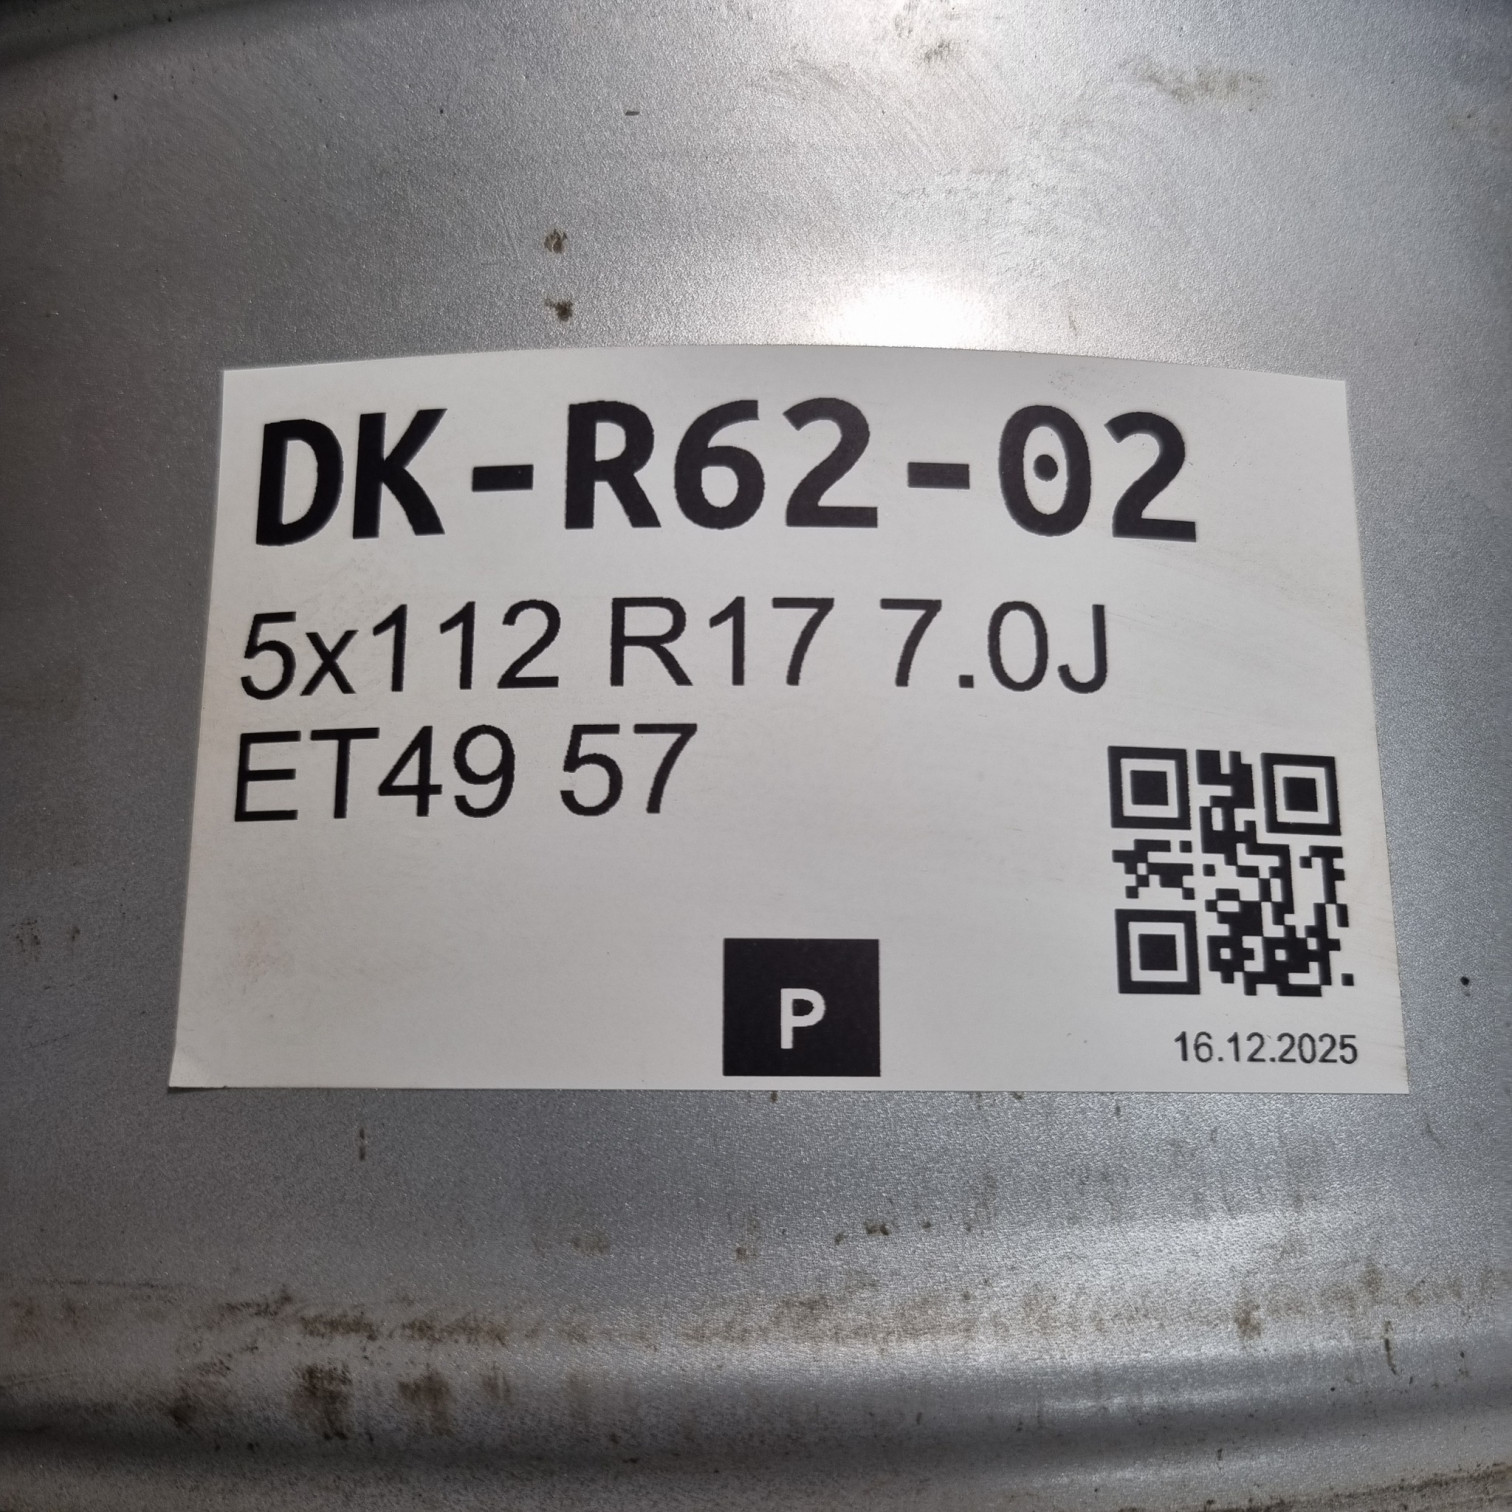 DK-R62-02
5x112 R17 7.0J
ET49 57
P
16.12.2025